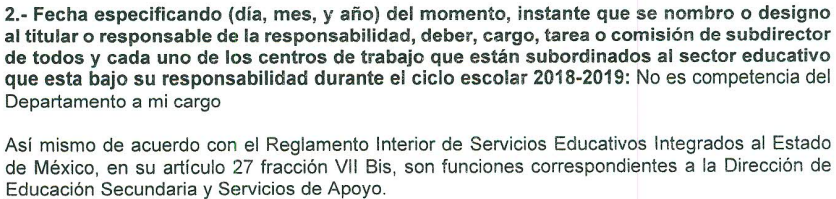 2.- Fecha especificando (día, mes, y año) del momento, instante que se nombro o designo
al titular o responsable de la responsabilidad, deber, cargo, tarea o comisión de subdirector
de todos y cada uno de los centros de trabajo que están subordinados al sector educativo
que esta bajo su responsabilidad durante el ciclo escolar 2018-2019: No es competencia del
Departamento a mi cargo
Así mismo de acuerdo con el Reglamento Interior de Servicios Educativos Integrados al Estado
de México, en su artículo 27 fracción VII Bis, son funciones correspondientes a la Dirección de
Educación Secundaria y Servicios de Apoyo.